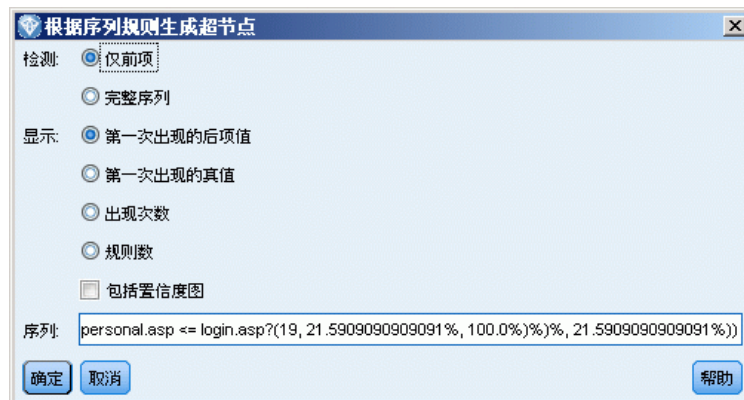 根据序列规则生成超节点
检测: 仅前项
完整序列
显示: 第一次出现的后项值
第一次出现的真值
出现次数
规则数
包括置信度图
序列: personal.asp <= login.asp?(19, 21.5909090909091%, 100.0%)%)%, 21.5909090909091%))
确定 取消 帮助